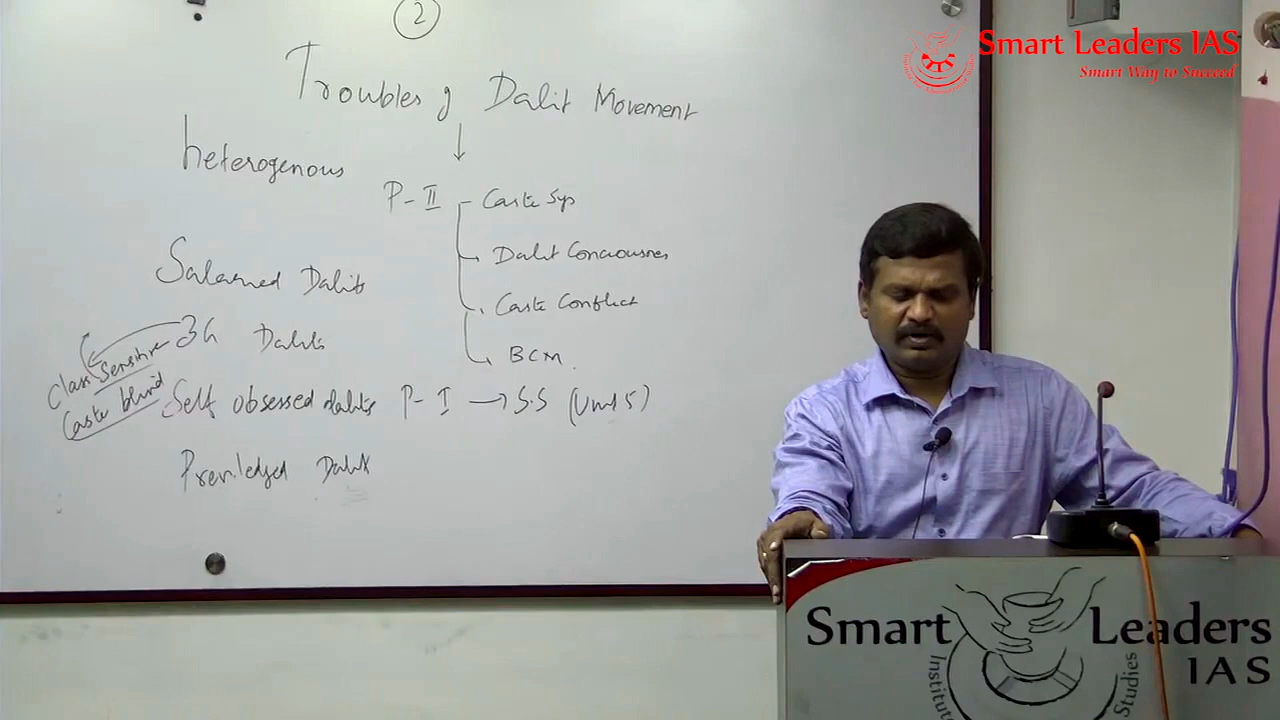 2
Troubles of Dalit Movement
heterogenous
P-II - Caste Sys
Dalit Conciousness
Caste Conflict
BCM
Dalits
3G Dalits
Class Sensitive
Caste blind
Self obsessed dalits P-I → S.S (Unit 5)
Previledged Dalit
Smart Leaders IAS
Smart Way to Succeed
Smart Leaders
IAS
Institute
Studies